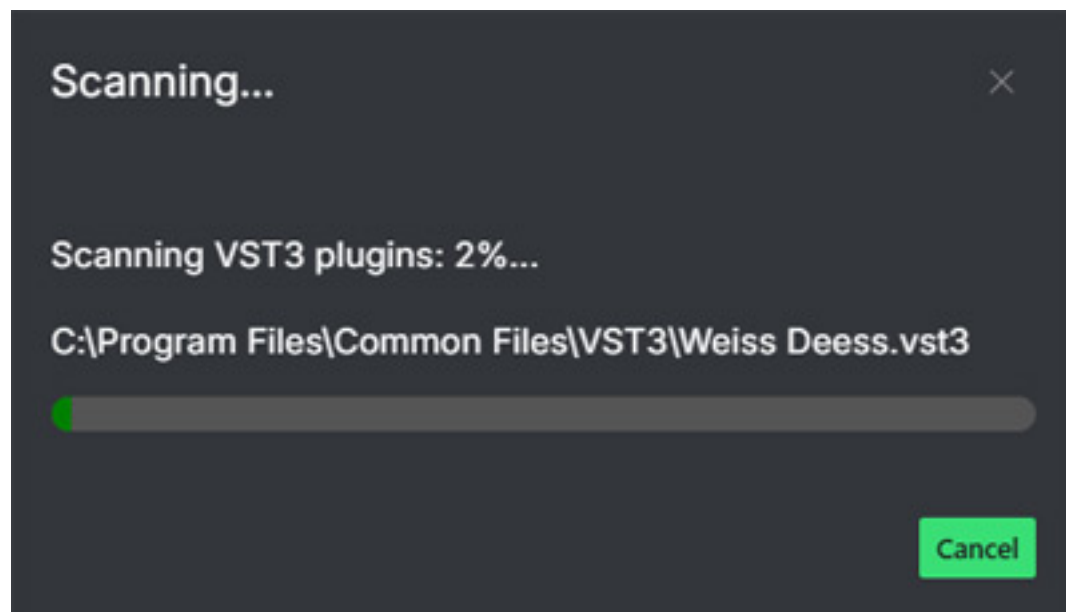 Scanning...
Scanning VST3 plugins: 2%...
C:\Program Files\Common Files\VST3\Weiss Deess.vst3
Cancel